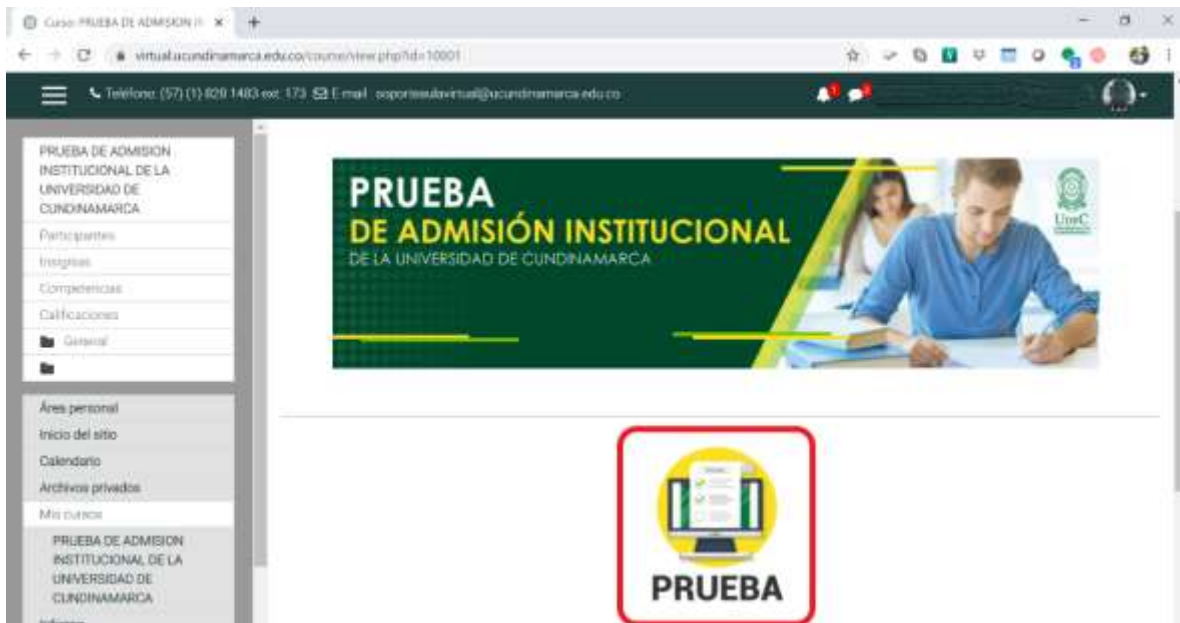 Curso: PRUEBA DE ADMISION IN
virtual.ucundinamarca.edu.co/course/view.php?id=10001
Teléfono: (57) (1) 828 1483 ext. 173 E-mail: soporteaulavirtual@ucundinamarca.edu.co
PRUEBA DE ADMISION
INSTITUCIONAL DE LA
UNIVERSIDAD DE
CUNDINAMARCA
Participantes
Insignias
Competencias
Calificaciones
General
Área personal
Inicio del sitio
Calendario
Archivos privados
Mis cursos
PRUEBA DE ADMISION
INSTITUCIONAL DE LA
UNIVERSIDAD DE
CUNDINAMARCA
PRUEBA
DE ADMISIÓN INSTITUCIONAL
DE LA UNIVERSIDAD DE CUNDINAMARCA
UdeC
PRUEBA